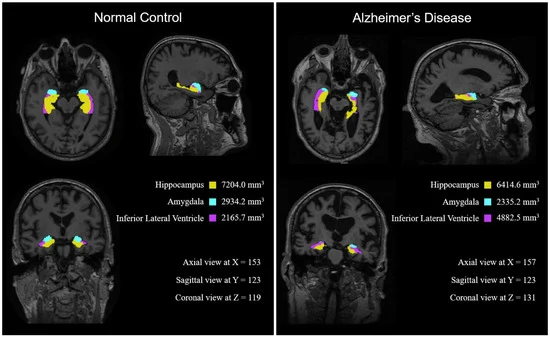 Normal Control
Hippocampus 7204.0 mm³
Amygdala 2934.2 mm³
Inferior Lateral Ventricle 2165.7 mm³
Axial view at X = 153
Sagittal view at Y = 123
Coronal view at Z = 119
Alzheimer's Disease
Hippocampus 6414.6 mm³
Amygdala 2335.2 mm³
Inferior Lateral Ventricle 4882.5 mm³
Axial view at X = 157
Sagittal view at Y = 123
Coronal view at Z = 131